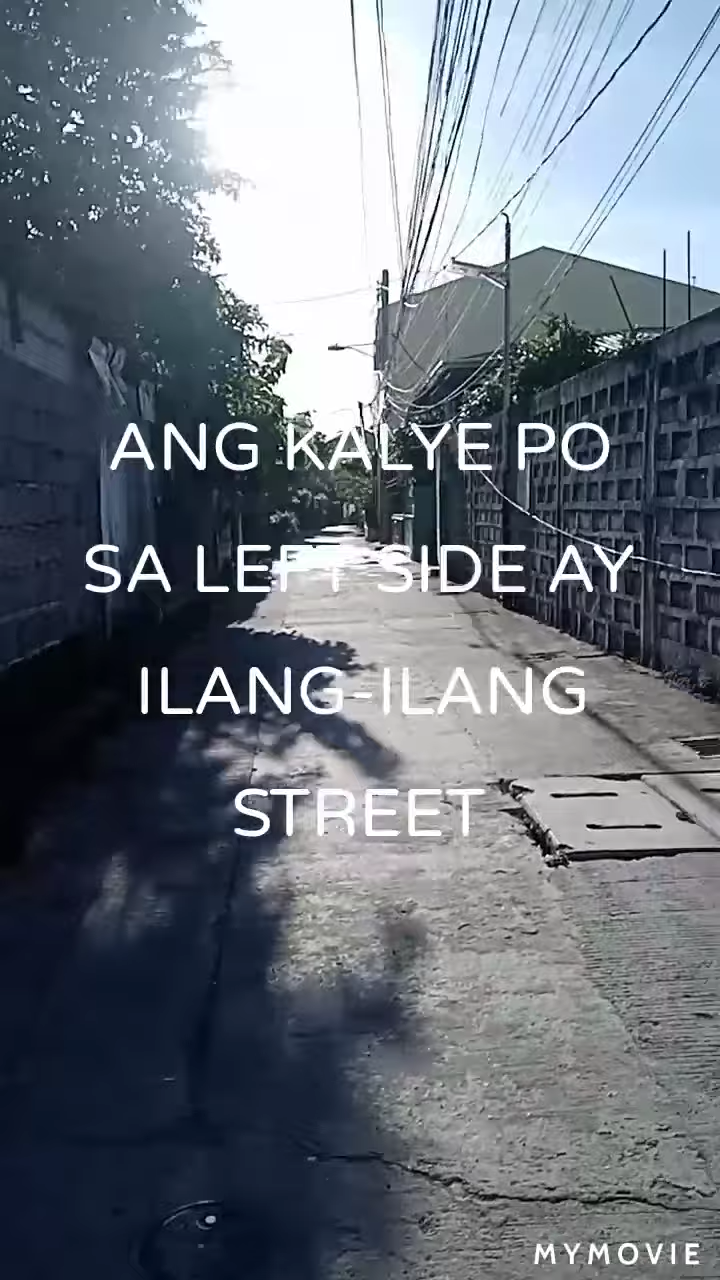 ANG KALYE PO
SA LEFT SIDE AY
ILANG-ILANG
STREET
MYMOVIE